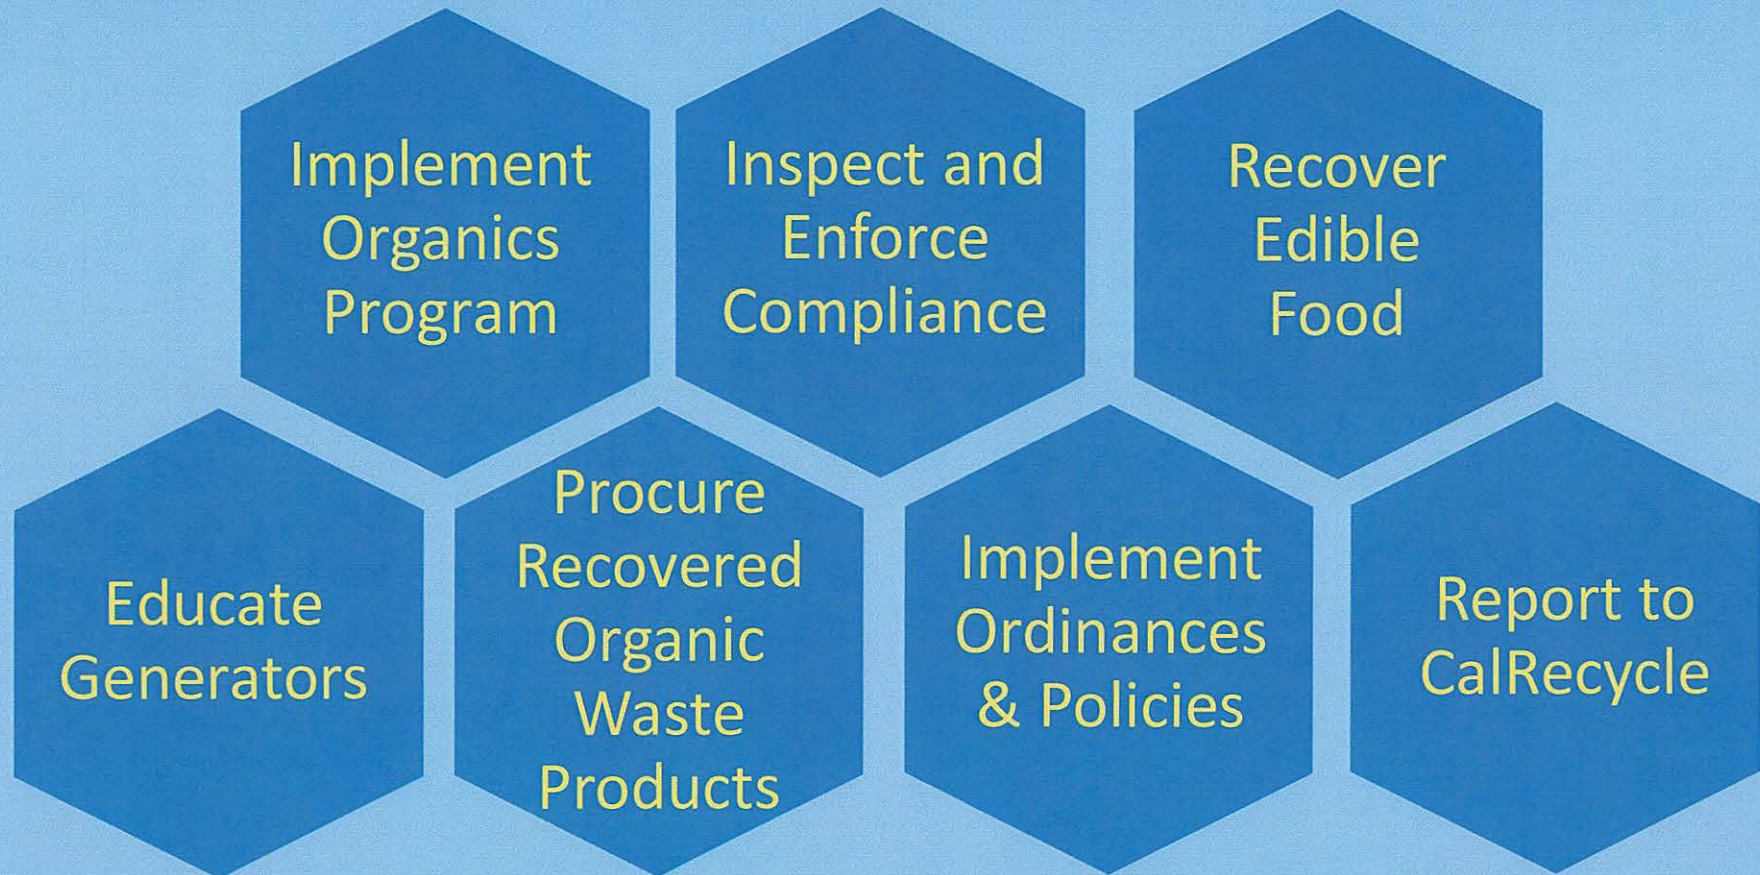 Implement
Organics
Program
Inspect and
Enforce
Compliance
Recover
Edible
Food
Educate
Generators
Procure
Recovered
Organic
Waste
Products
Implement
Ordinances
& Policies
Report to
CalRecycle